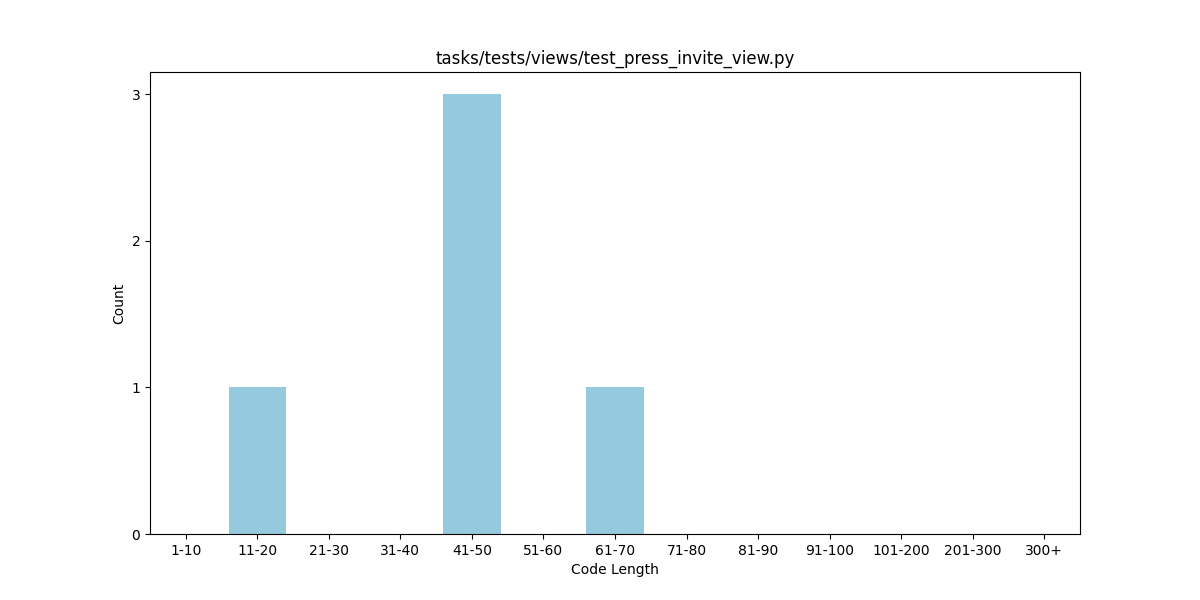 tasks/tests/views/test_press_invite_view.py
3
2
1
0
Count
1-10 11-20 21-30 31-40 41-50 51-60 61-70 71-80 81-90 91-100 101-200 201-300 300+
Code Length